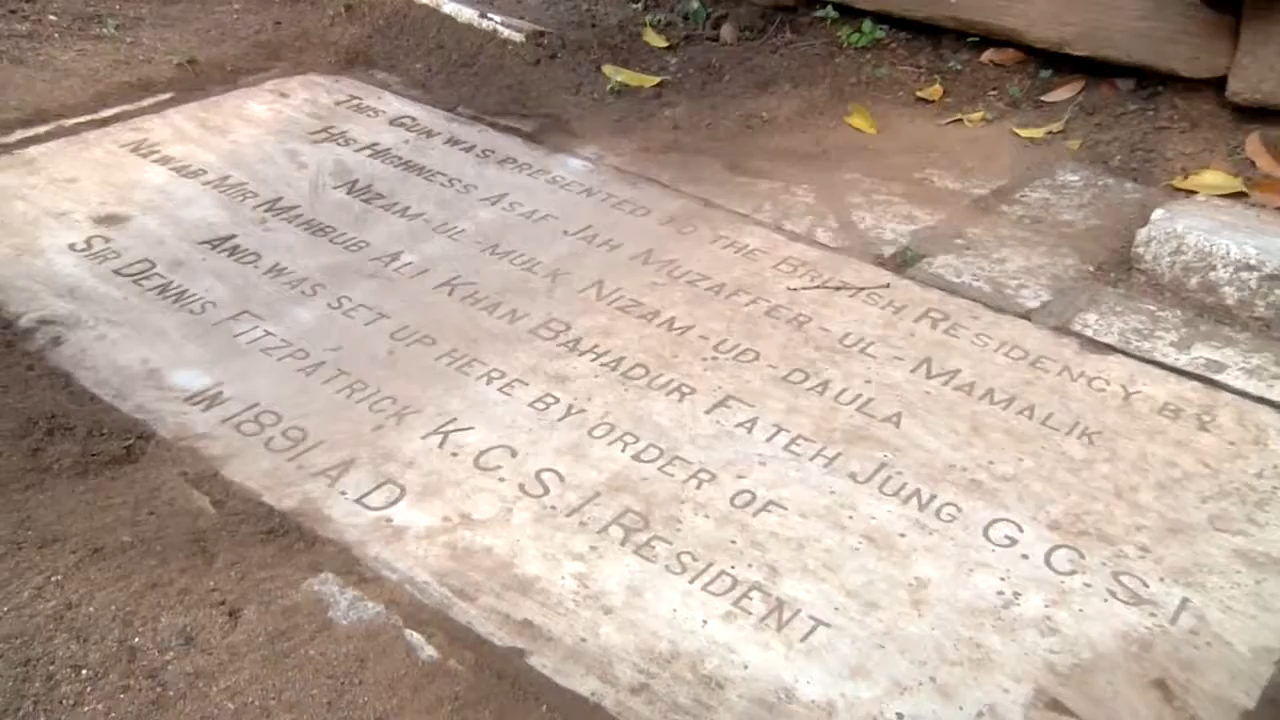 THIS GUN WAS PRESENTED TO THE BRITISH RESIDENCY BY
HIS HIGHNESS ASAF JAH MUZAFFER-UL-MAMALIK
NIZAM-UL-MULK NIZAM-UD-DAULA
NAWAB MIR MAHBUB ALI KHAN BAHADUR FATEH JUNG G.C.S.I
AND WAS SET UP HERE BY ORDER OF
SIR DENNIS FITZPATRICK K.C.S.I RESIDENT
IN 1891. A.D.